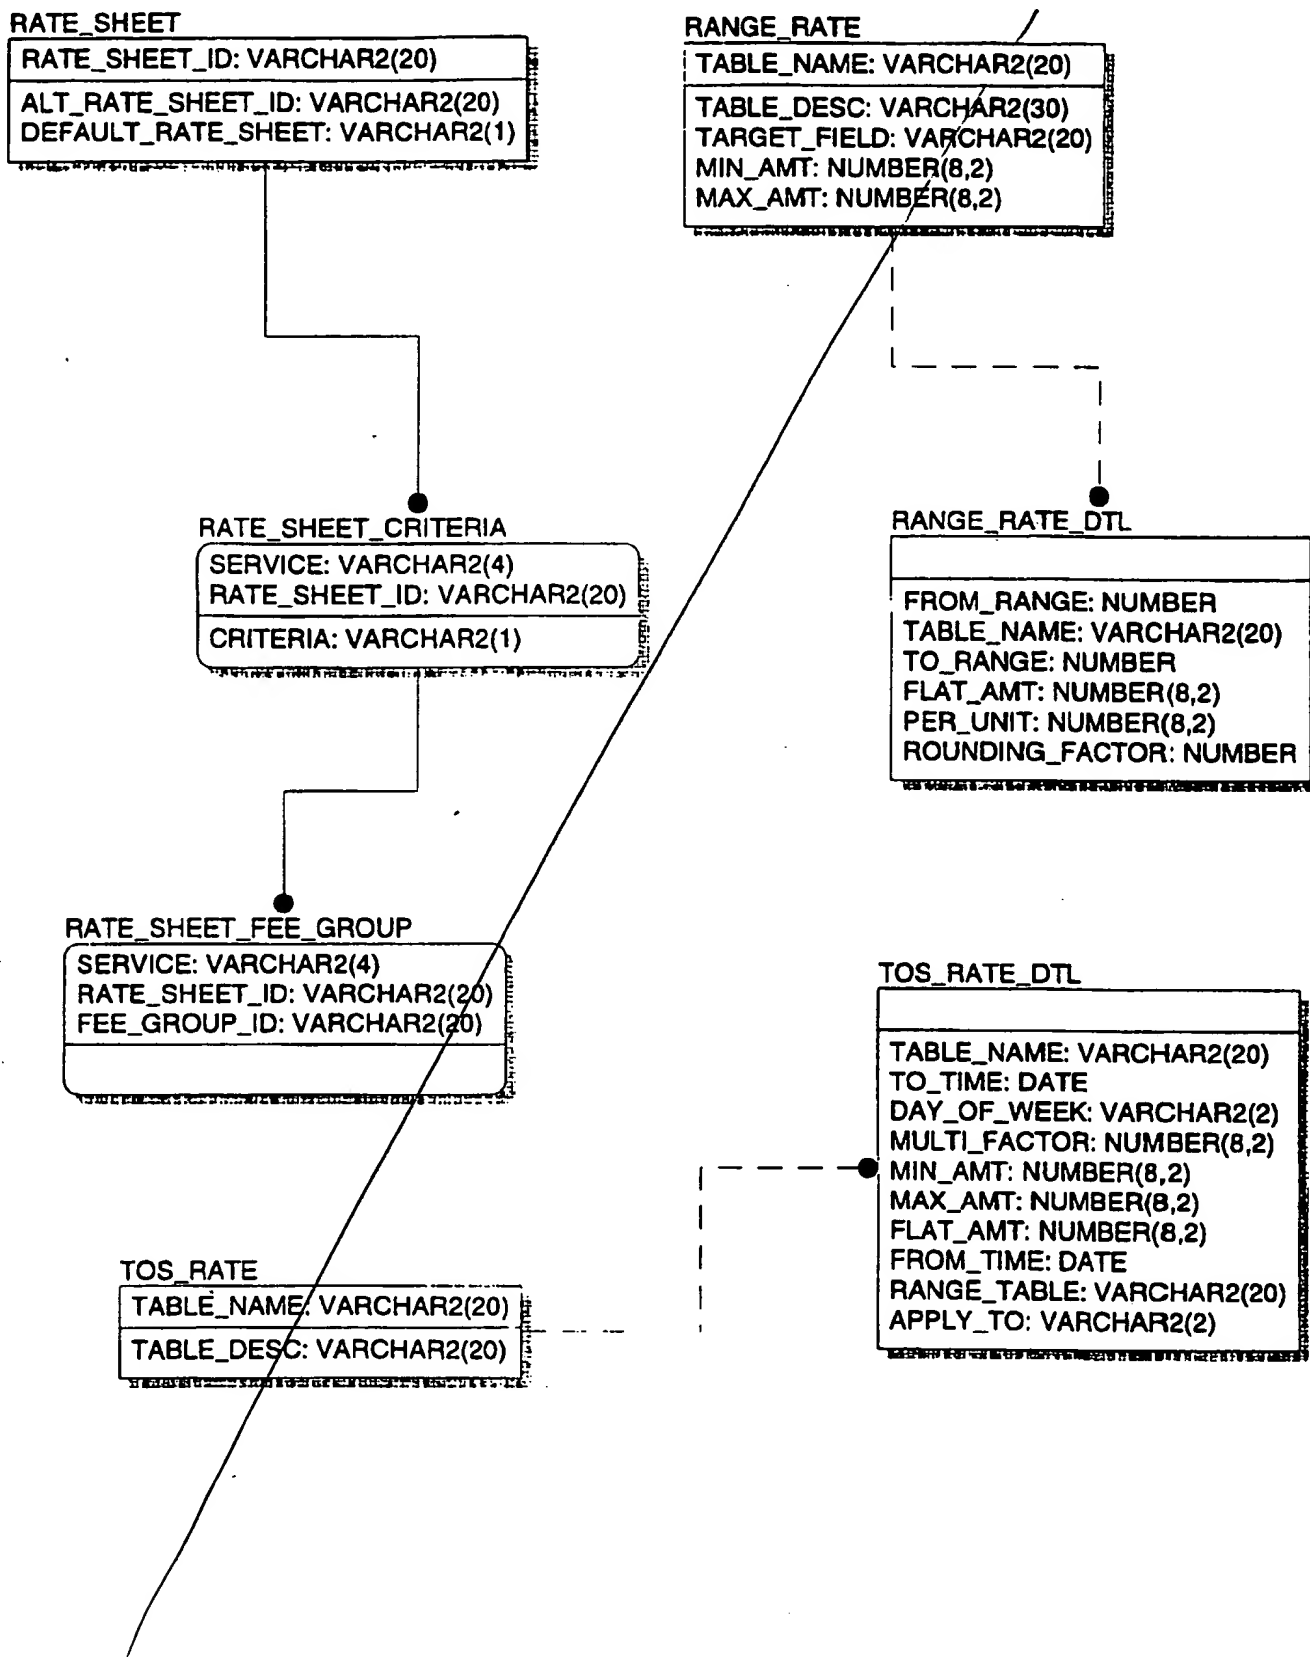 RATE_SHEET
RATE_SHEET_ID: VARCHAR2(20)
ALT_RATE_SHEET_ID: VARCHAR2(20)
DEFAULT_RATE_SHEET: VARCHAR2(1)
RANGE_RATE
TABLE_NAME: VARCHAR2(20)
TABLE_DESC: VARCHAR2(30)
TARGET_FIELD: VARCHAR2(20)
MIN_AMT: NUMBER(8,2)
MAX_AMT: NUMBER(8,2)
RATE_SHEET_CRITERIA
SERVICE: VARCHAR2(4)
RATE_SHEET_ID: VARCHAR2(20)
CRITERIA: VARCHAR2(1)
RANGE_RATE_DTL
FROM_RANGE: NUMBER
TABLE_NAME: VARCHAR2(20)
TO_RANGE: NUMBER
FLAT_AMT: NUMBER(8,2)
PER_UNIT: NUMBER(8,2)
ROUNDING_FACTOR: NUMBER
RATE_SHEET_FEE_GROUP
SERVICE: VARCHAR2(4)
RATE_SHEET_ID: VARCHAR2(20)
FEE_GROUP_ID: VARCHAR2(20)
TOS_RATE_DTL
TABLE_NAME: VARCHAR2(20)
TO_TIME: DATE
DAY_OF_WEEK: VARCHAR2(2)
MULTI_FACTOR: NUMBER(8,2)
MIN_AMT: NUMBER(8,2)
MAX_AMT: NUMBER(8,2)
FLAT_AMT: NUMBER(8,2)
FROM_TIME: DATE
RANGE_TABLE: VARCHAR2(20)
APPLY_TO: VARCHAR2(2)
TOS_RATE
TABLE_NAME: VARCHAR2(20)
TABLE_DESC: VARCHAR2(20)